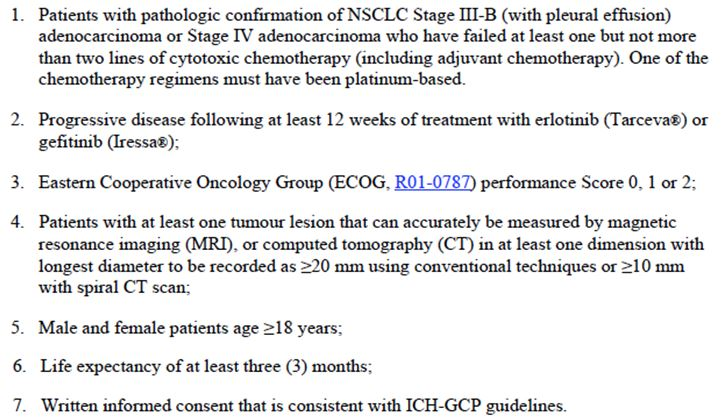 1. Patients with pathologic confirmation of NSCLC Stage III-B (with pleural effusion)
adenocarcinoma or Stage IV adenocarcinoma who have failed at least one but not more
than two lines of cytotoxic chemotherapy (including adjuvant chemotherapy). One of the
chemotherapy regimens must have been platinum-based.
2. Progressive disease following at least 12 weeks of treatment with erlotinib (Tarceva®) or
gefitinib (Iressa®);
3. Eastern Cooperative Oncology Group (ECOG, R01-0787) performance Score 0, 1 or 2;
4. Patients with at least one tumour lesion that can accurately be measured by magnetic
resonance imaging (MRI), or computed tomography (CT) in at least one dimension with
longest diameter to be recorded as ≥20 mm using conventional techniques or ≥10 mm
with spiral CT scan;
5. Male and female patients age ≥18 years;
6. Life expectancy of at least three (3) months;
7. Written informed consent that is consistent with ICH-GCP guidelines.